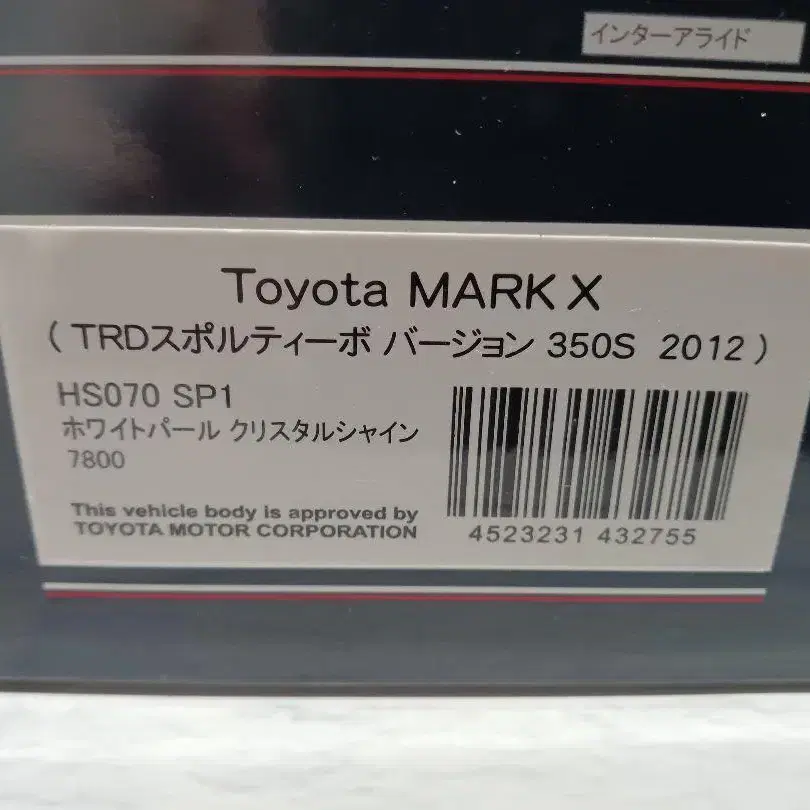 インターアライド
Toyota MARK X
( TRDスポルティーボ バージョン 350S 2012 )
HS070 SP1
ホワイトパール クリスタルシャイン
7800
This vehicle body is approved by
TOYOTA MOTOR CORPORATION
4523231 432755